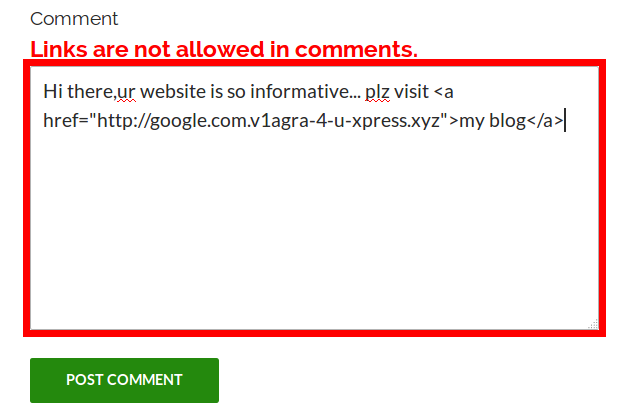 Comment
Links are not allowed in comments.
Hi there,ur website is so informative... plz visit <a
href="http://google.com.v1agra-4-u-xpress.xyz">my blog</a>
POST COMMENT